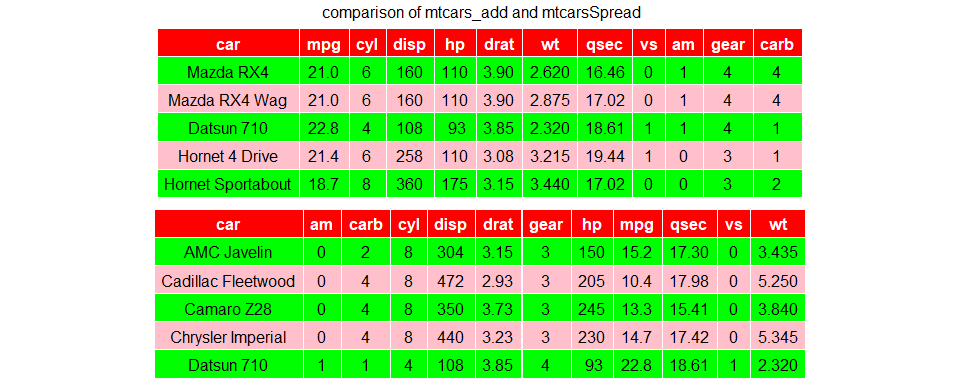 comparison of mtcars_add and mtcarsSpread
car mpg cyl disp hp drat wt qsec vs am gear carb
Mazda RX4 21.0 6 160 110 3.90 2.620 16.46 0 1 4 4
Mazda RX4 Wag 21.0 6 160 110 3.90 2.875 17.02 0 1 4 4
Datsun 710 22.8 4 108 93 3.85 2.320 18.61 1 1 4 1
Hornet 4 Drive 21.4 6 258 110 3.08 3.215 19.44 1 0 3 1
Hornet Sportabout 18.7 8 360 175 3.15 3.440 17.02 0 0 3 2
car am carb cyl disp drat gear hp mpg qsec vs wt
AMC Javelin 0 2 8 304 3.15 3 150 15.2 17.30 0 3.435
Cadillac Fleetwood 0 4 8 472 2.93 3 205 10.4 17.98 0 5.250
Camaro Z28 0 4 8 350 3.73 3 245 13.3 15.41 0 3.840
Chrysler Imperial 0 4 8 440 3.23 3 230 14.7 17.42 0 5.345
Datsun 710 1 1 4 108 3.85 4 93 22.8 18.61 1 2.320